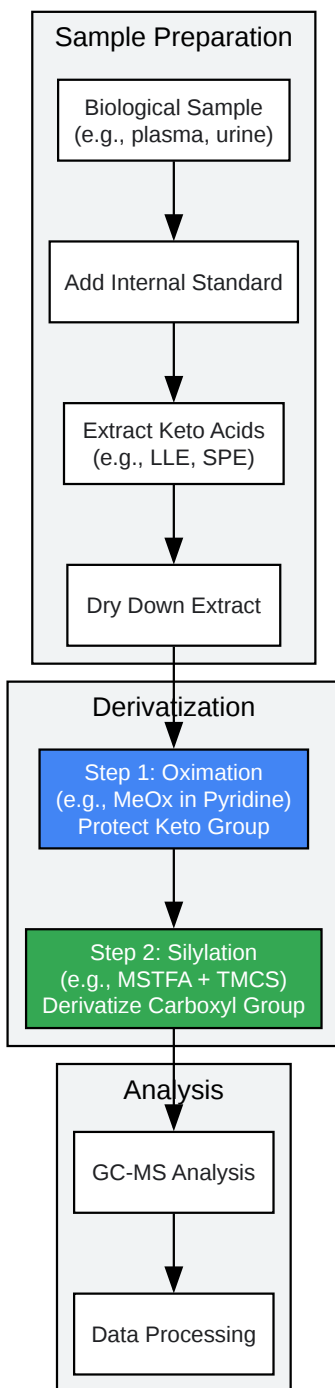 Sample Preparation
Biological Sample
(e.g., plasma, urine)
Add Internal Standard
Extract Keto Acids
(e.g., LLE, SPE)
Dry Down Extract
Derivatization
Step 1: Oximation
(e.g., MeOx in Pyridine)
Protect Keto Group
Step 2: Silylation
(e.g., MSTFA + TMCS)
Derivatize Carboxyl Group
Analysis
GC-MS Analysis
Data Processing